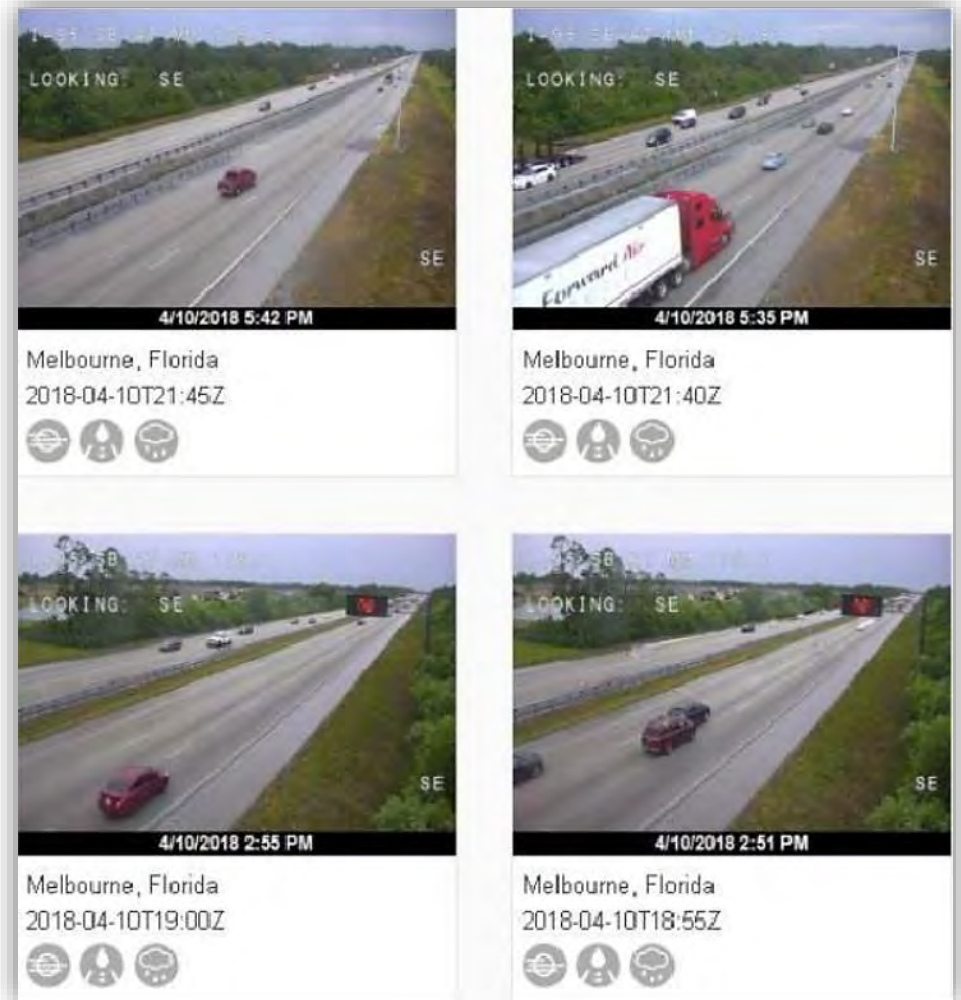 LOOKING: SE
SE
4/10/2018 5:42 PM
Melbourne, Florida
2018-04-10T21:45Z
LOOKING: SE
Forward Air
SE
4/10/2018 5:35 PM
Melbourne, Florida
2018-04-10T21:40Z
LOOKING: SE
SE
4/10/2018 2:55 PM
Melbourne, Florida
2018-04-10T19:00Z
LOOKING: SE
SE
4/10/2018 2:51 PM
Melbourne, Florida
2018-04-10T18:55Z